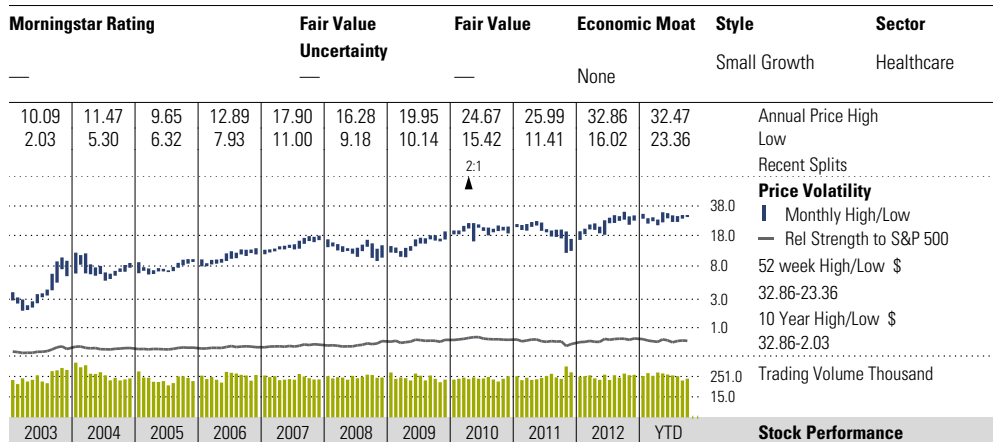 Morningstar Rating Fair Value Uncertainty Fair Value Economic Moat Style Sector
— — — None Small Growth Healthcare
10.09 11.47 9.65 12.89 17.90 16.28 19.95 24.67 25.99 32.86 32.47 Annual Price High
2.03 5.30 6.32 7.93 11.00 9.18 10.14 15.42 11.41 16.02 23.36 Low
2:1 Recent Splits
Price Volatility
38.0 Monthly High/Low
18.0 Rel Strength to S&P 500
8.0 52 week High/Low $
3.0 32.86-23.36
10 Year High/Low $
1.0 32.86-2.03
251.0 Trading Volume Thousand
15.0
2003 2004 2005 2006 2007 2008 2009 2010 2011 2012 YTD Stock Performance